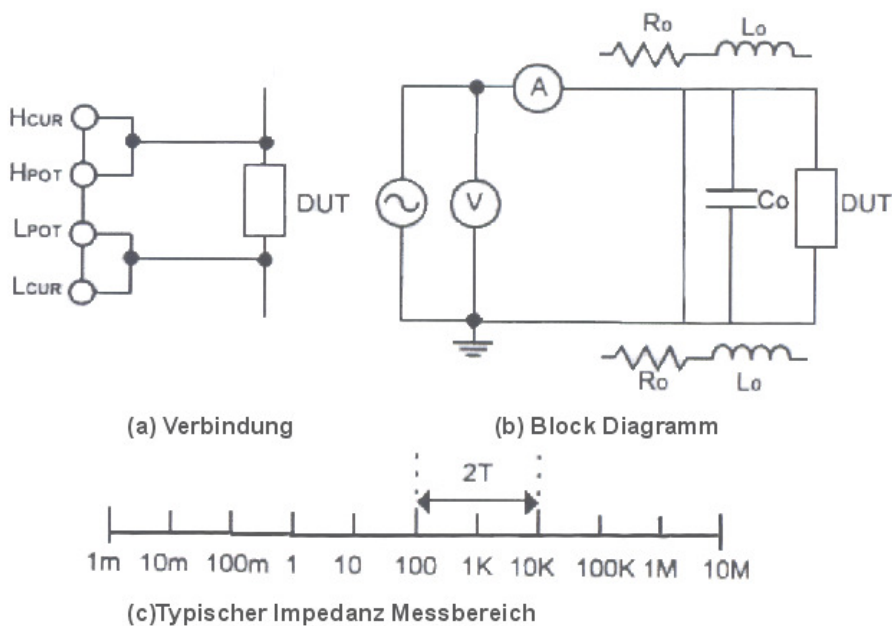 Ro Lo
HCUR
A
HPOT
DUT
V
Co
DUT
LPOT
LCUR
Ro Lo
(a) Verbindung
(b) Block Diagramm
2T
1m 10m 100m 1 10 100 1K 10K 100K 1M 10M
(c)Typischer Impedanz Messbereich